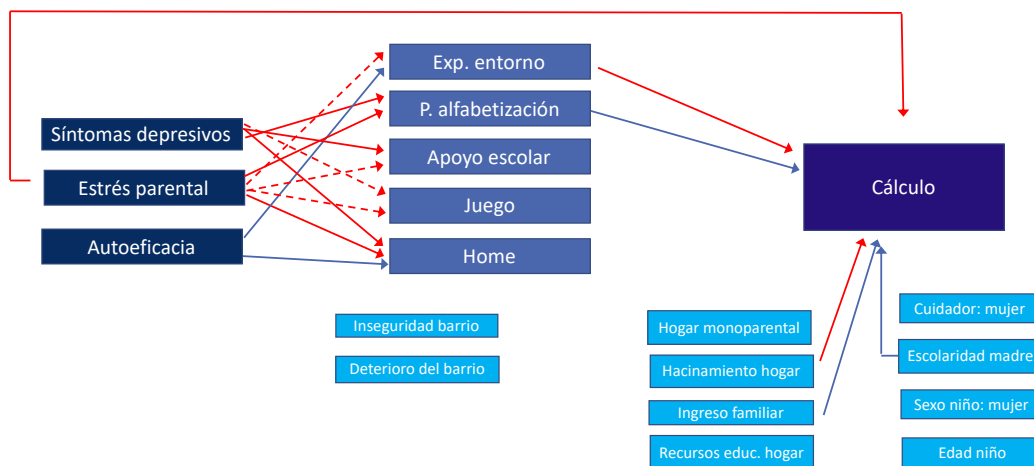 Exp. entorno
P. alfabetización
Síntomas depresivos
Apoyo escolar
Estrés parental
Cálculo
Juego
Autoeficacia
Home
Inseguridad barrio
Deterioro del barrio
Hogar monoparental
Cuidador: mujer
Hacinamiento hogar
Escolaridad madre
Ingreso familiar
Sexo niño: mujer
Recursos educ. hogar
Edad niño